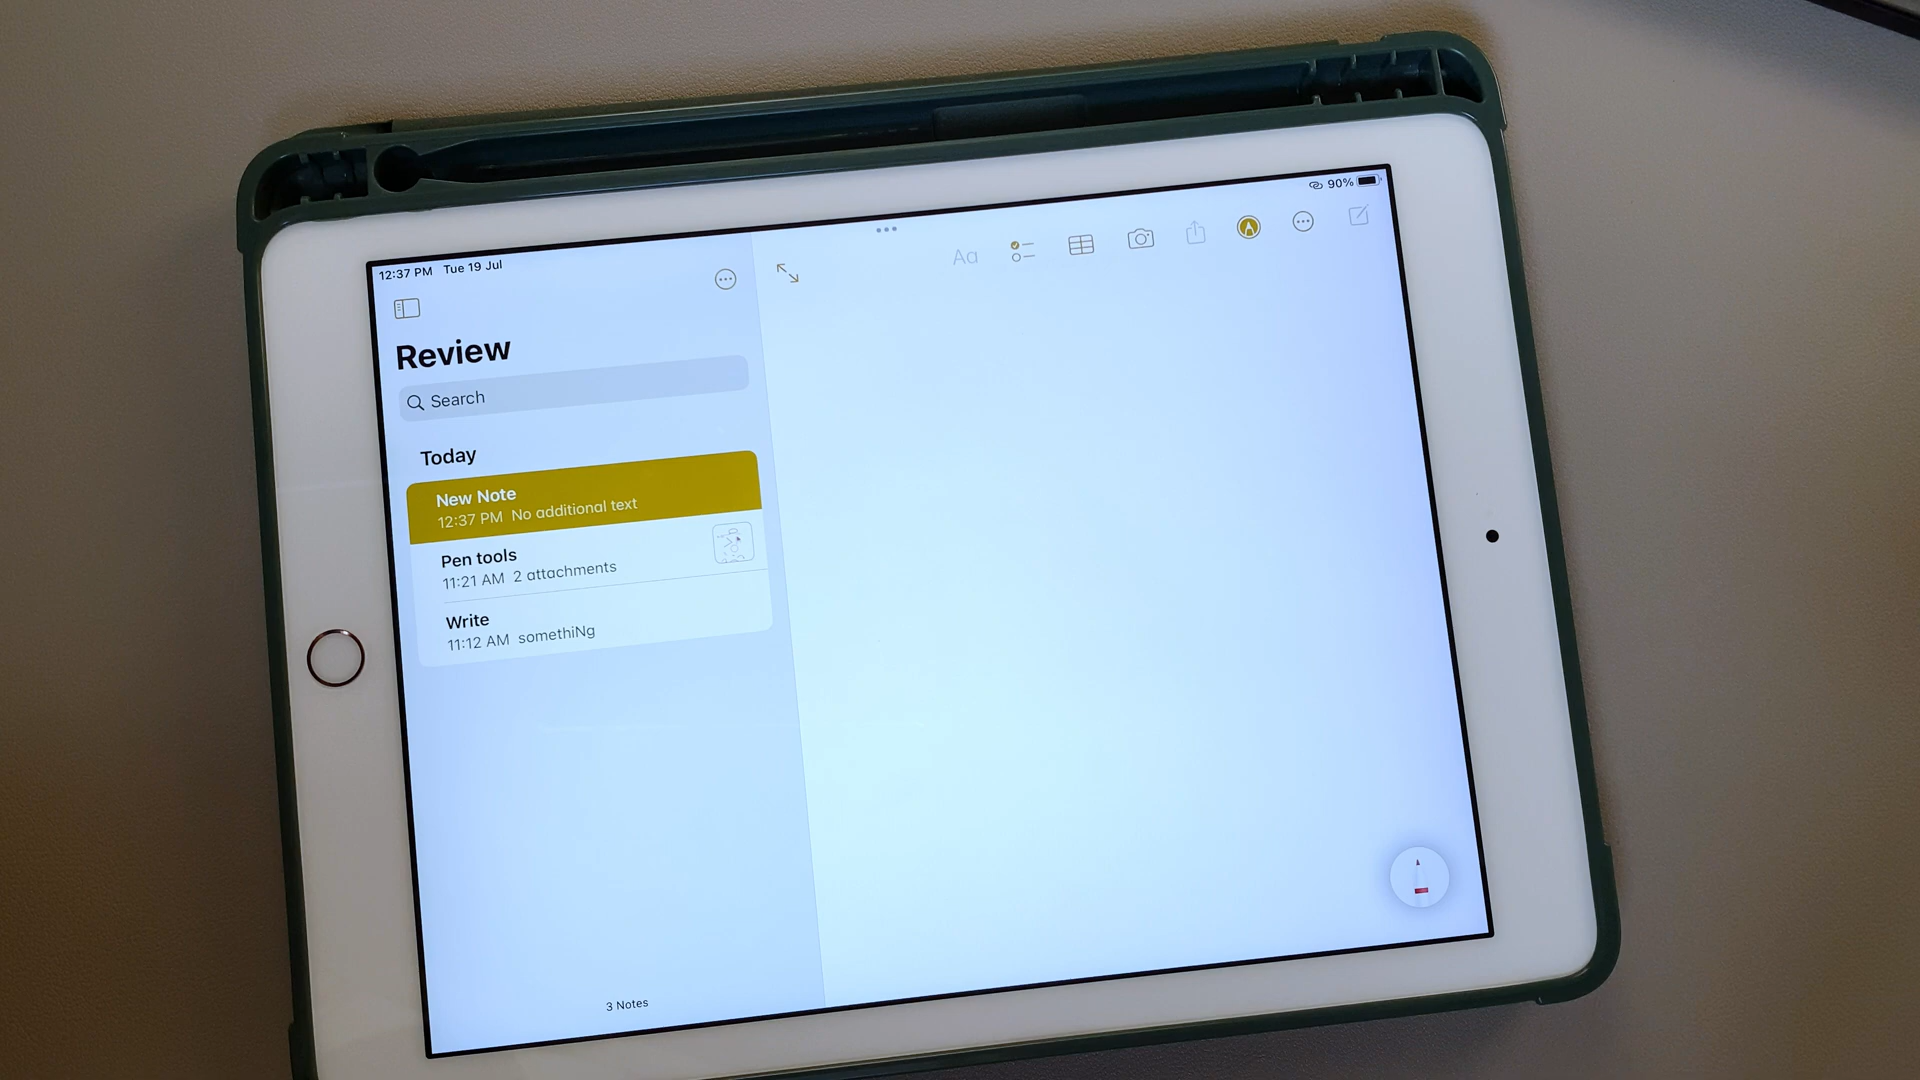 12:37 PM Tue 19 Jul
90%
Aa
Review
Search
Today
New Note
12:37 PM No additional text
Pen tools
11:21 AM 2 attachments
Write
11:12 AM somethiNg
3 Notes